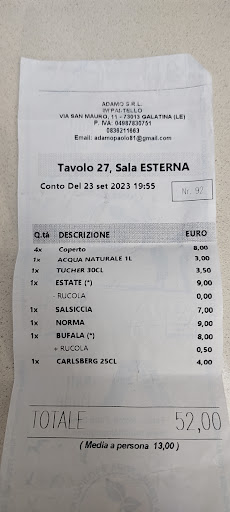 ADAMO S.R.L.
IMPALTELLO
VIA SAN MAURO, 11 - 73013 GALATINA (LE)
P. IVA: 04987830751
0836211663
Email: adamopaolo81@gmail.com
Tavolo 27, Sala ESTERNA
Conto Del 23 set 2023 19:55
Nr. 97
Q.tà DESCRIZIONE EURO
4x Coperto 8,00
1x ACQUA NATURALE 1L 3,00
1x TUCHER 30CL 3,50
1x ESTATE (*) 9,00
- RUCOLA 0,00
1x SALSICCIA 7,00
1x NORMA 9,00
1x BUFALA (*) 8,00
+ RUCOLA 0,50
1x CARLSBERG 25CL 4,00
TOTALE 52,00
( Media a persona 13,00 )